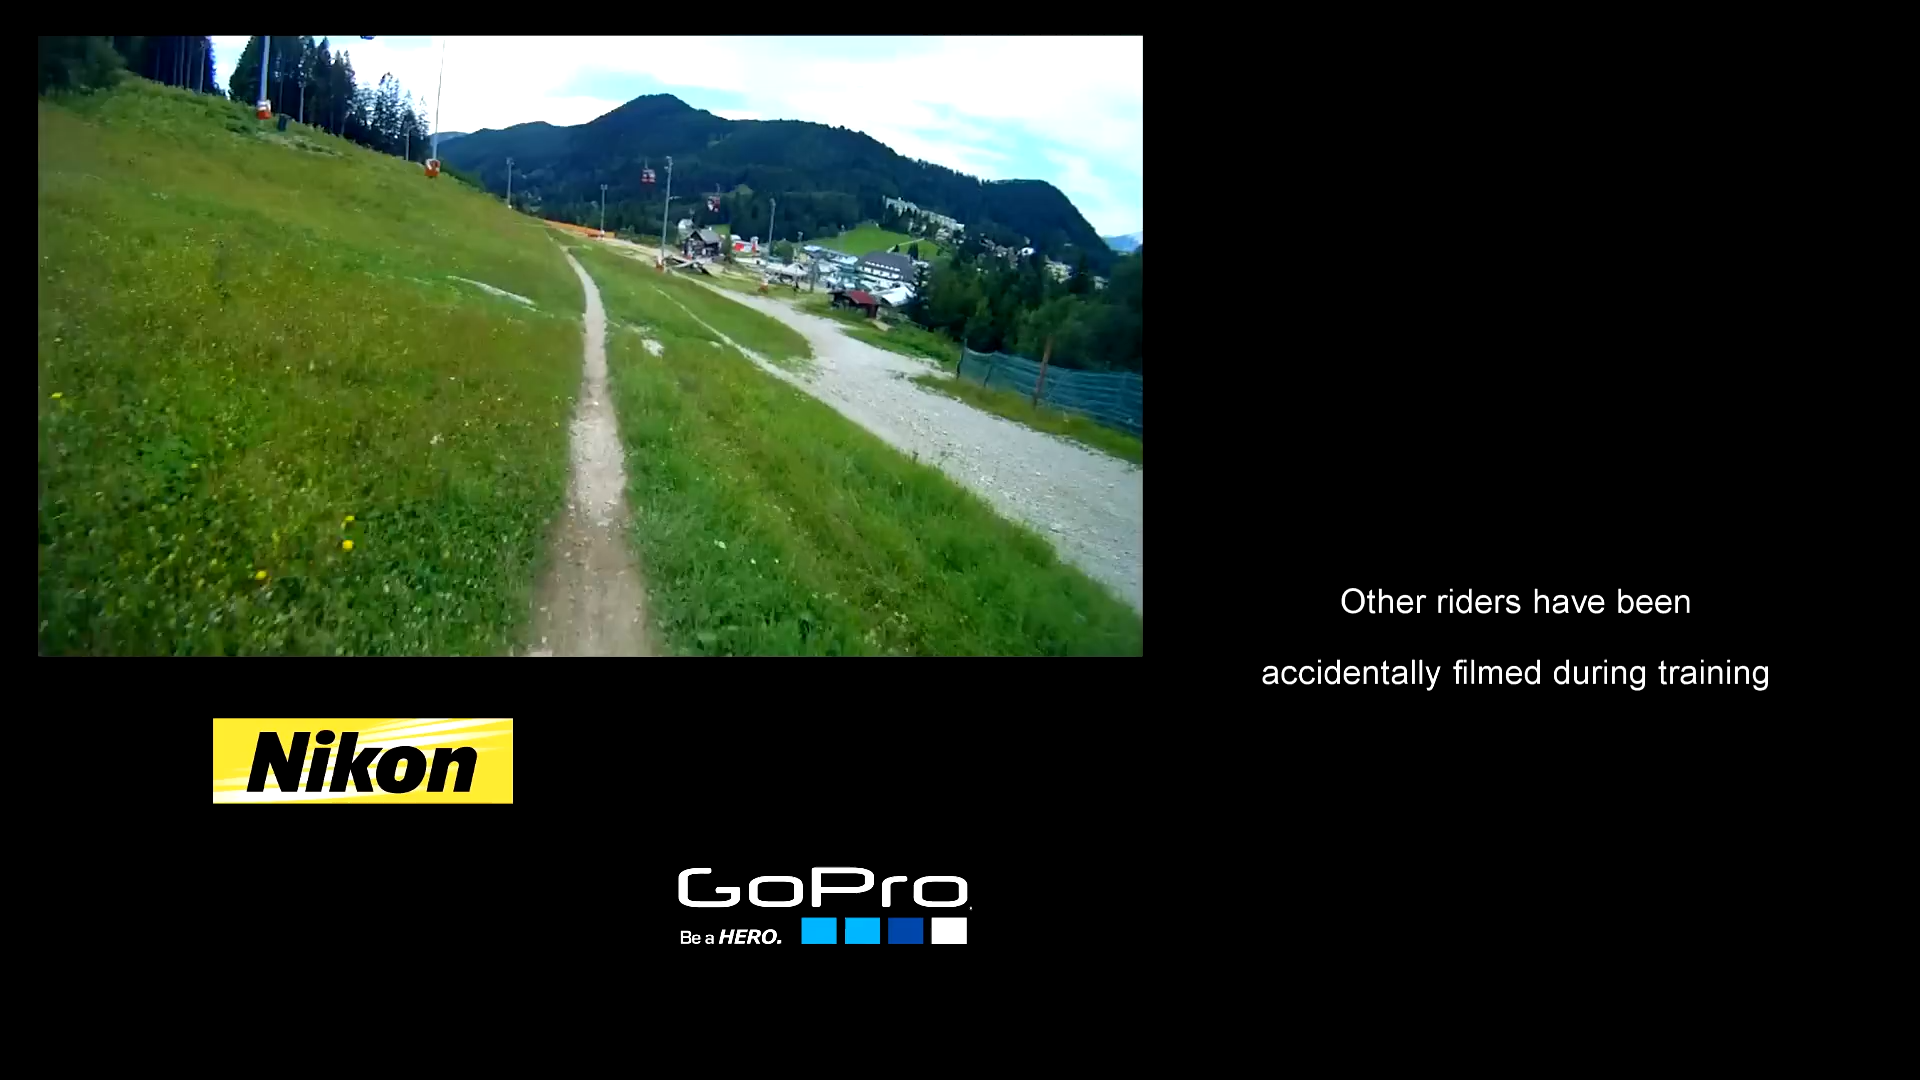 Other riders have been
accidentally filmed during training
Nikon
GoPro
Be a HERO.